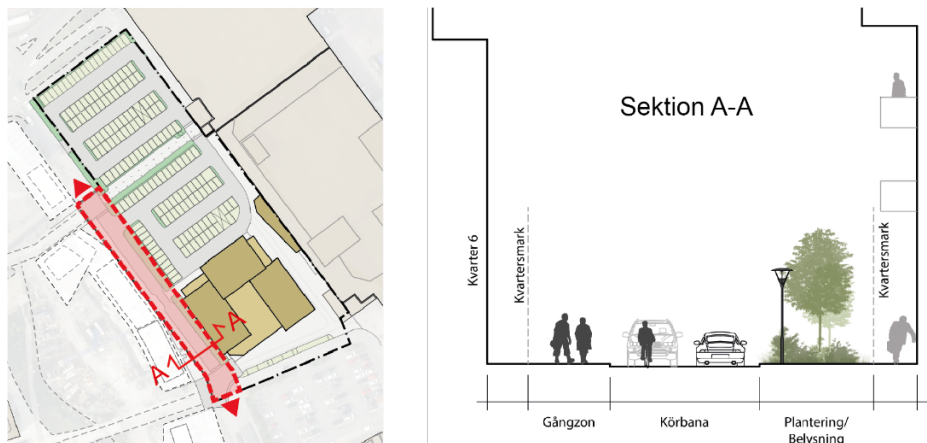 A
A
Sektion A-A
Kvarter 6
Kvartersmark
Kvartersmark
Gångzon
Körbana
Plantering/
Belysning